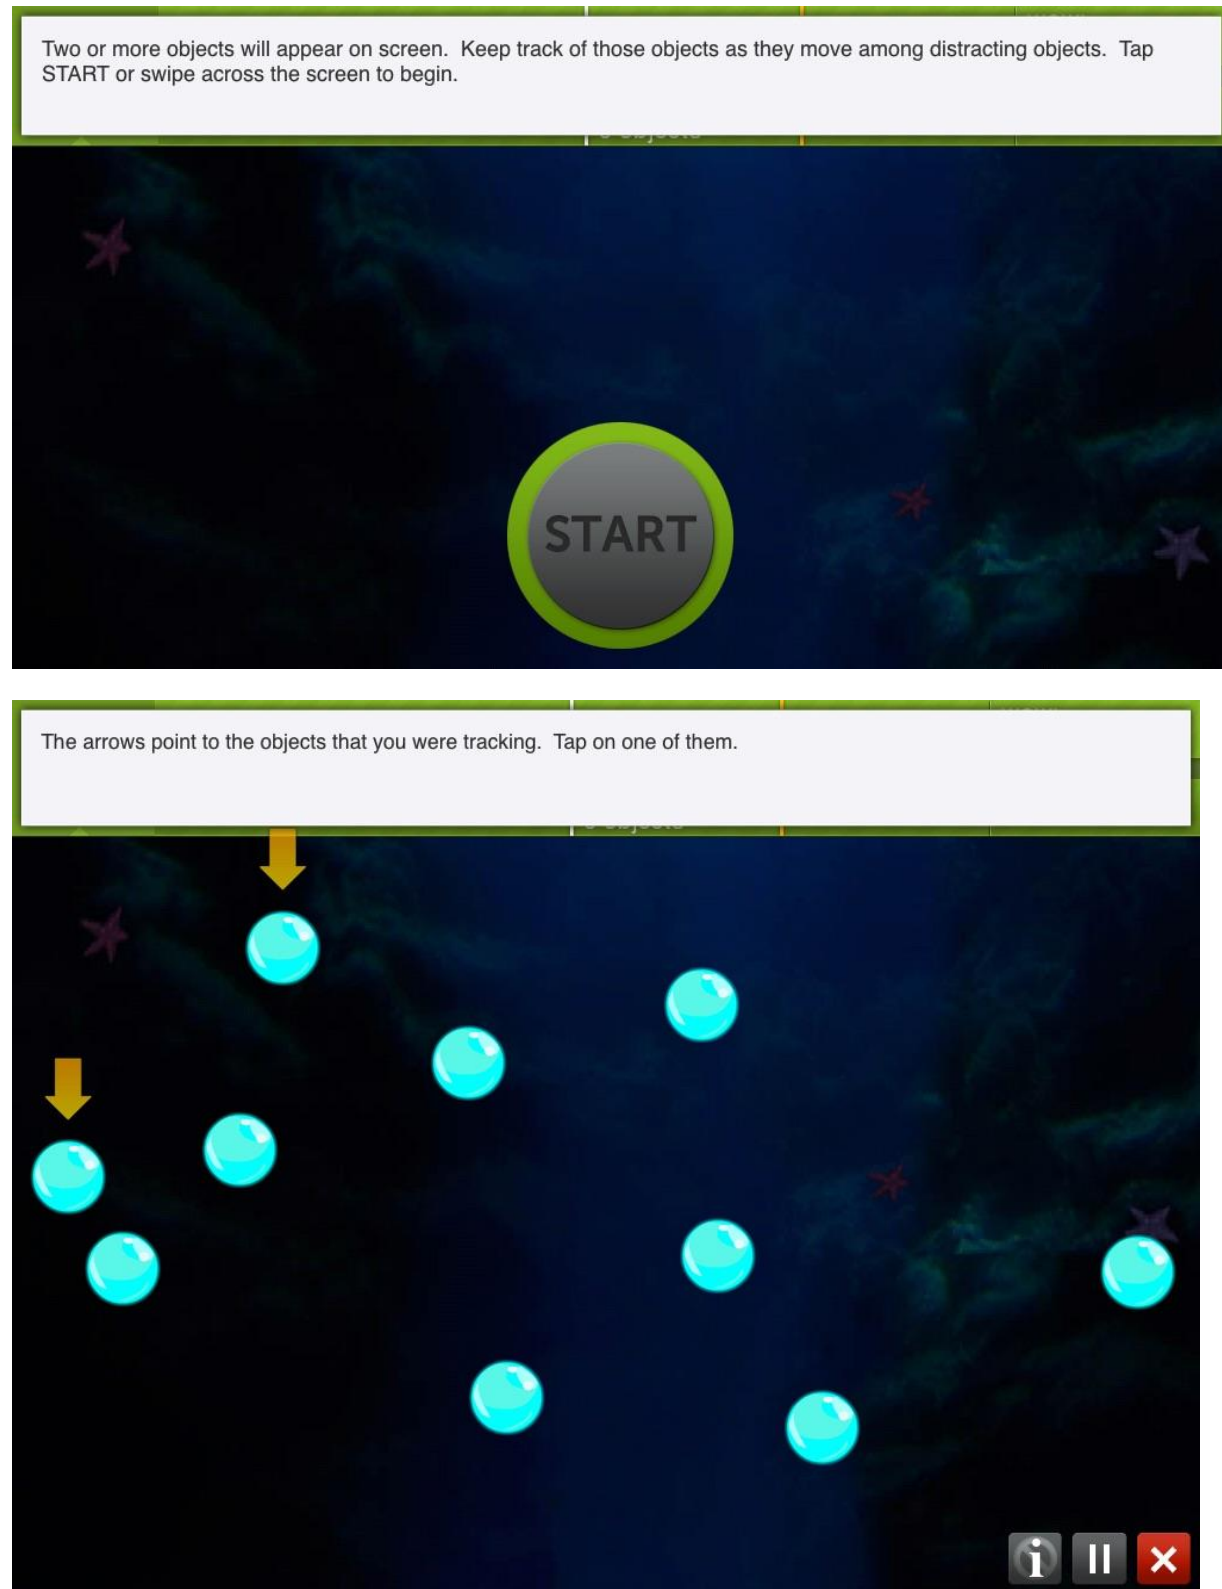 Two or more objects will appear on screen.  Keep track of those objects as they move among distracting objects.  Tap
START or swipe across the screen to begin.
START
The arrows point to the objects that you were tracking.  Tap on one of them.
i